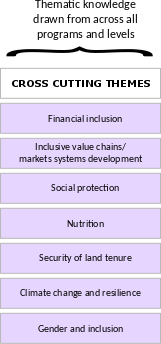 Thematic knowledge
drawn from across all
programs and levels
CROSS CUTTING THEMES
Financial inclusion
Inclusive value chains/
markets systems development
Social protection
Nutrition
Security of land tenure
Climate change and resilience
Gender and inclusion